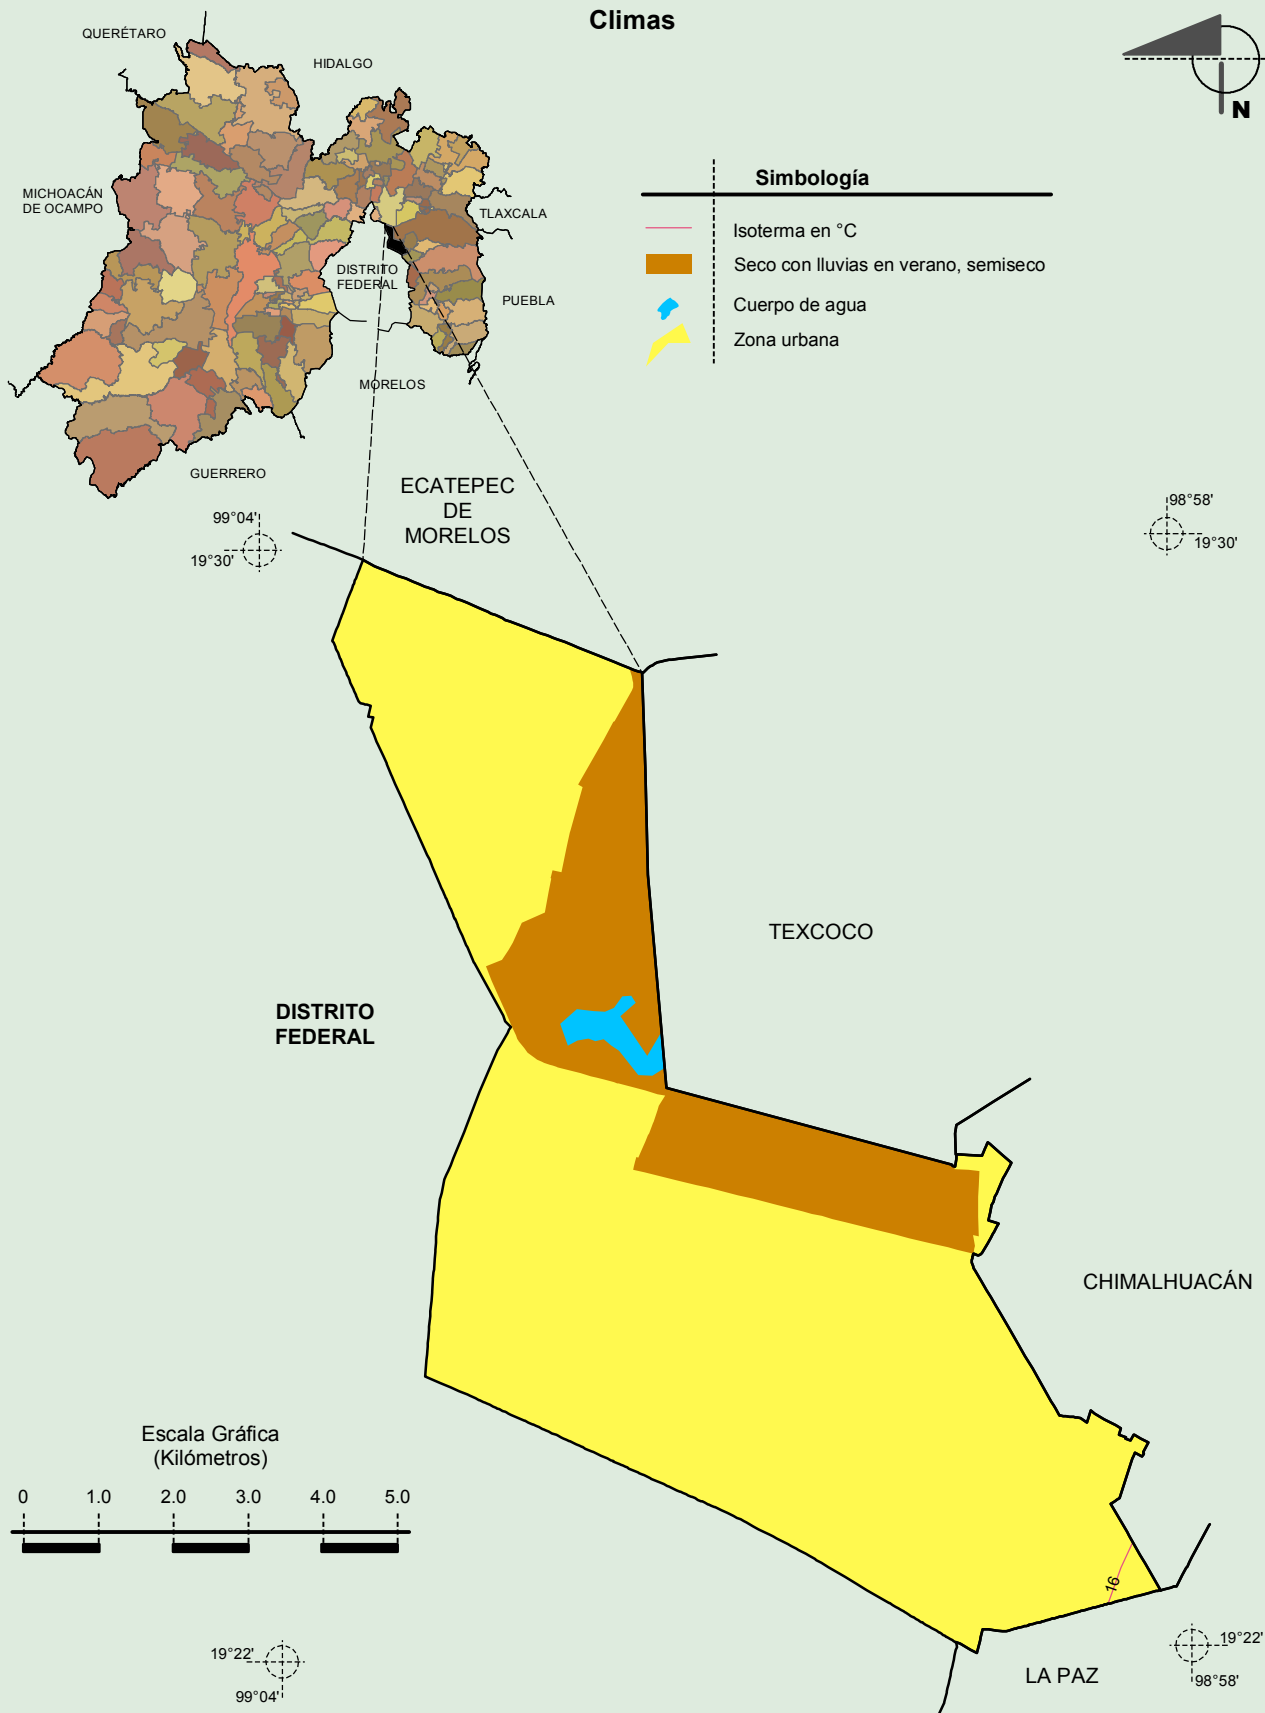 Climas
QUERÉTARO
HIDALGO
N
MICHOACÁN
DE OCAMPO
TLAXCALA
DISTRITO
FEDERAL
PUEBLA
MORELOS
GUERRERO
Simbología
Isoterma en °C
Seco con lluvias en verano, semiseco
Cuerpo de agua
Zona urbana
ECATEPEC
DE
MORELOS
99°04'
19°30'
98°58'
19°30'
TEXCOCO
DISTRITO
FEDERAL
CHIMALHUACÁN
Escala Gráfica
(Kilómetros)
0 1.0 2.0 3.0 4.0 5.0
16
19°22'
99°04'
LA PAZ
19°22'
98°58'